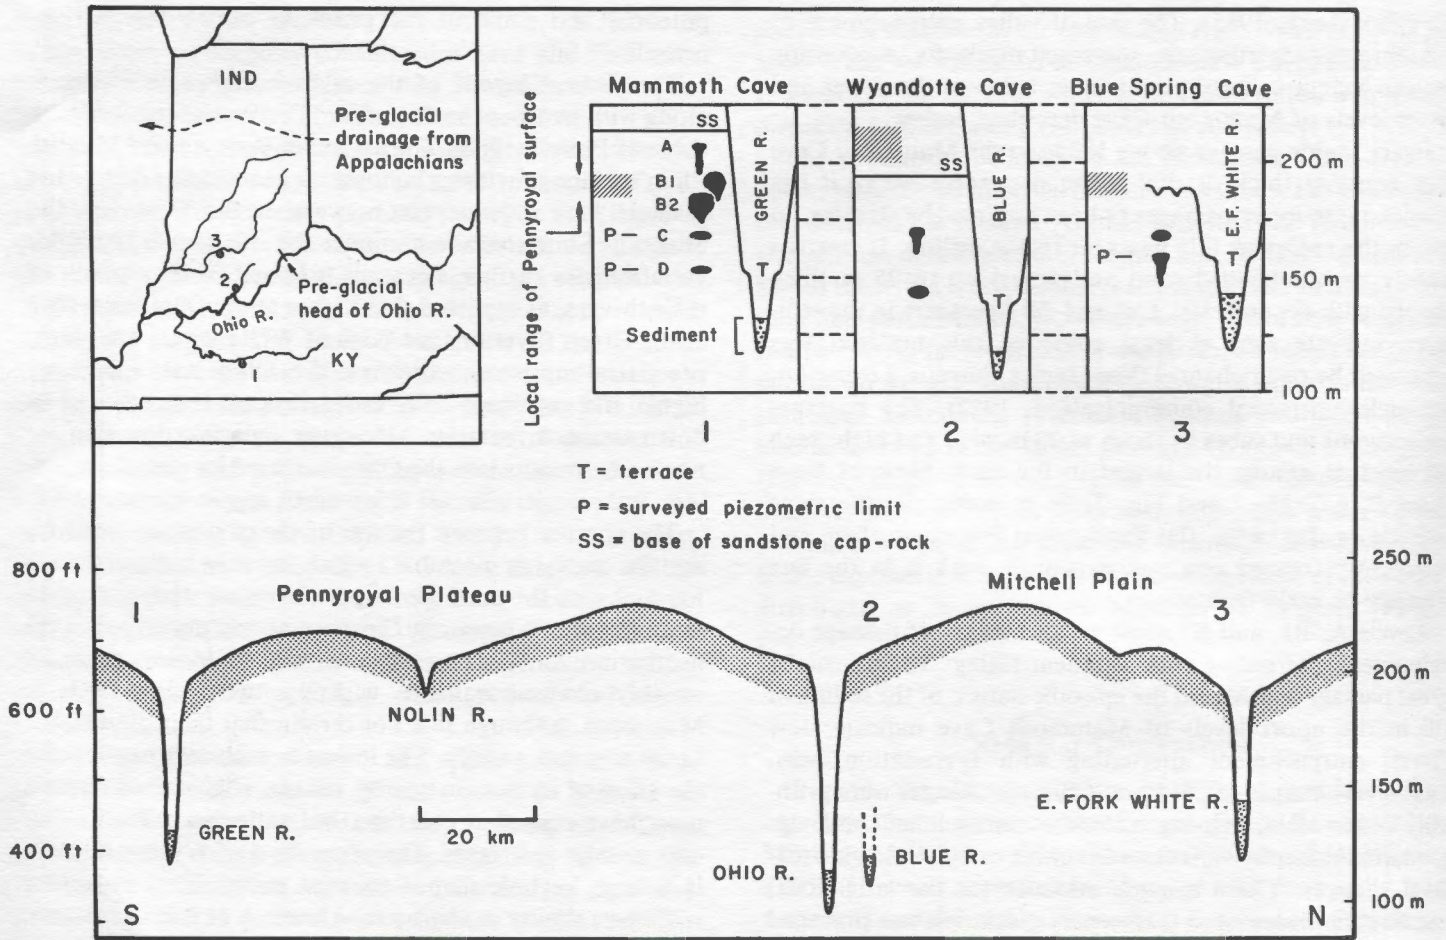 IND
Pre-glacial
drainage from
Appalachians
3
2
Ohio R.
Pre-glacial
head of Ohio R.
KY
1
Local range of Pennyroyal surface
Mammoth Cave
Wyandotte Cave
Blue Spring Cave
SS
A
B1
B2
P – C
P – D
GREEN R.
T
Sediment
SS
BLUE R.
T
P –
E.F. WHITE R.
T
200 m
150 m
100 m
1
2
3
T = terrace
P = surveyed piezometric limit
SS = base of sandstone cap-rock
800 ft
600 ft
400 ft
250 m
200 m
150 m
100 m
1
Pennyroyal Plateau
2
Mitchell Plain
3
NOLIN R.
GREEN R.
20 km
E. FORK WHITE R.
OHIO R.
BLUE R.
S
N